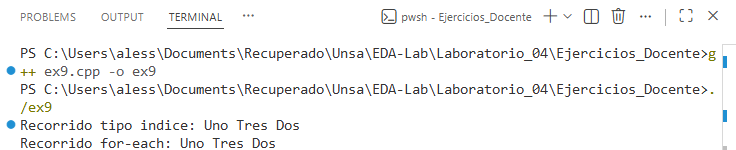 PROBLEMS OUTPUT TERMINAL ··· pwsh - Ejercicios_Docente
PS C:\Users\aless\Documents\Recuperado\Unsa\EDA-Lab\Laboratorio_04\Ejercicios_Docente>g
++ ex9.cpp -o ex9
PS C:\Users\aless\Documents\Recuperado\Unsa\EDA-Lab\Laboratorio_04\Ejercicios_Docente>.
/ex9
Recorrido tipo indice: Uno Tres Dos
Recorrido for-each: Uno Tres Dos